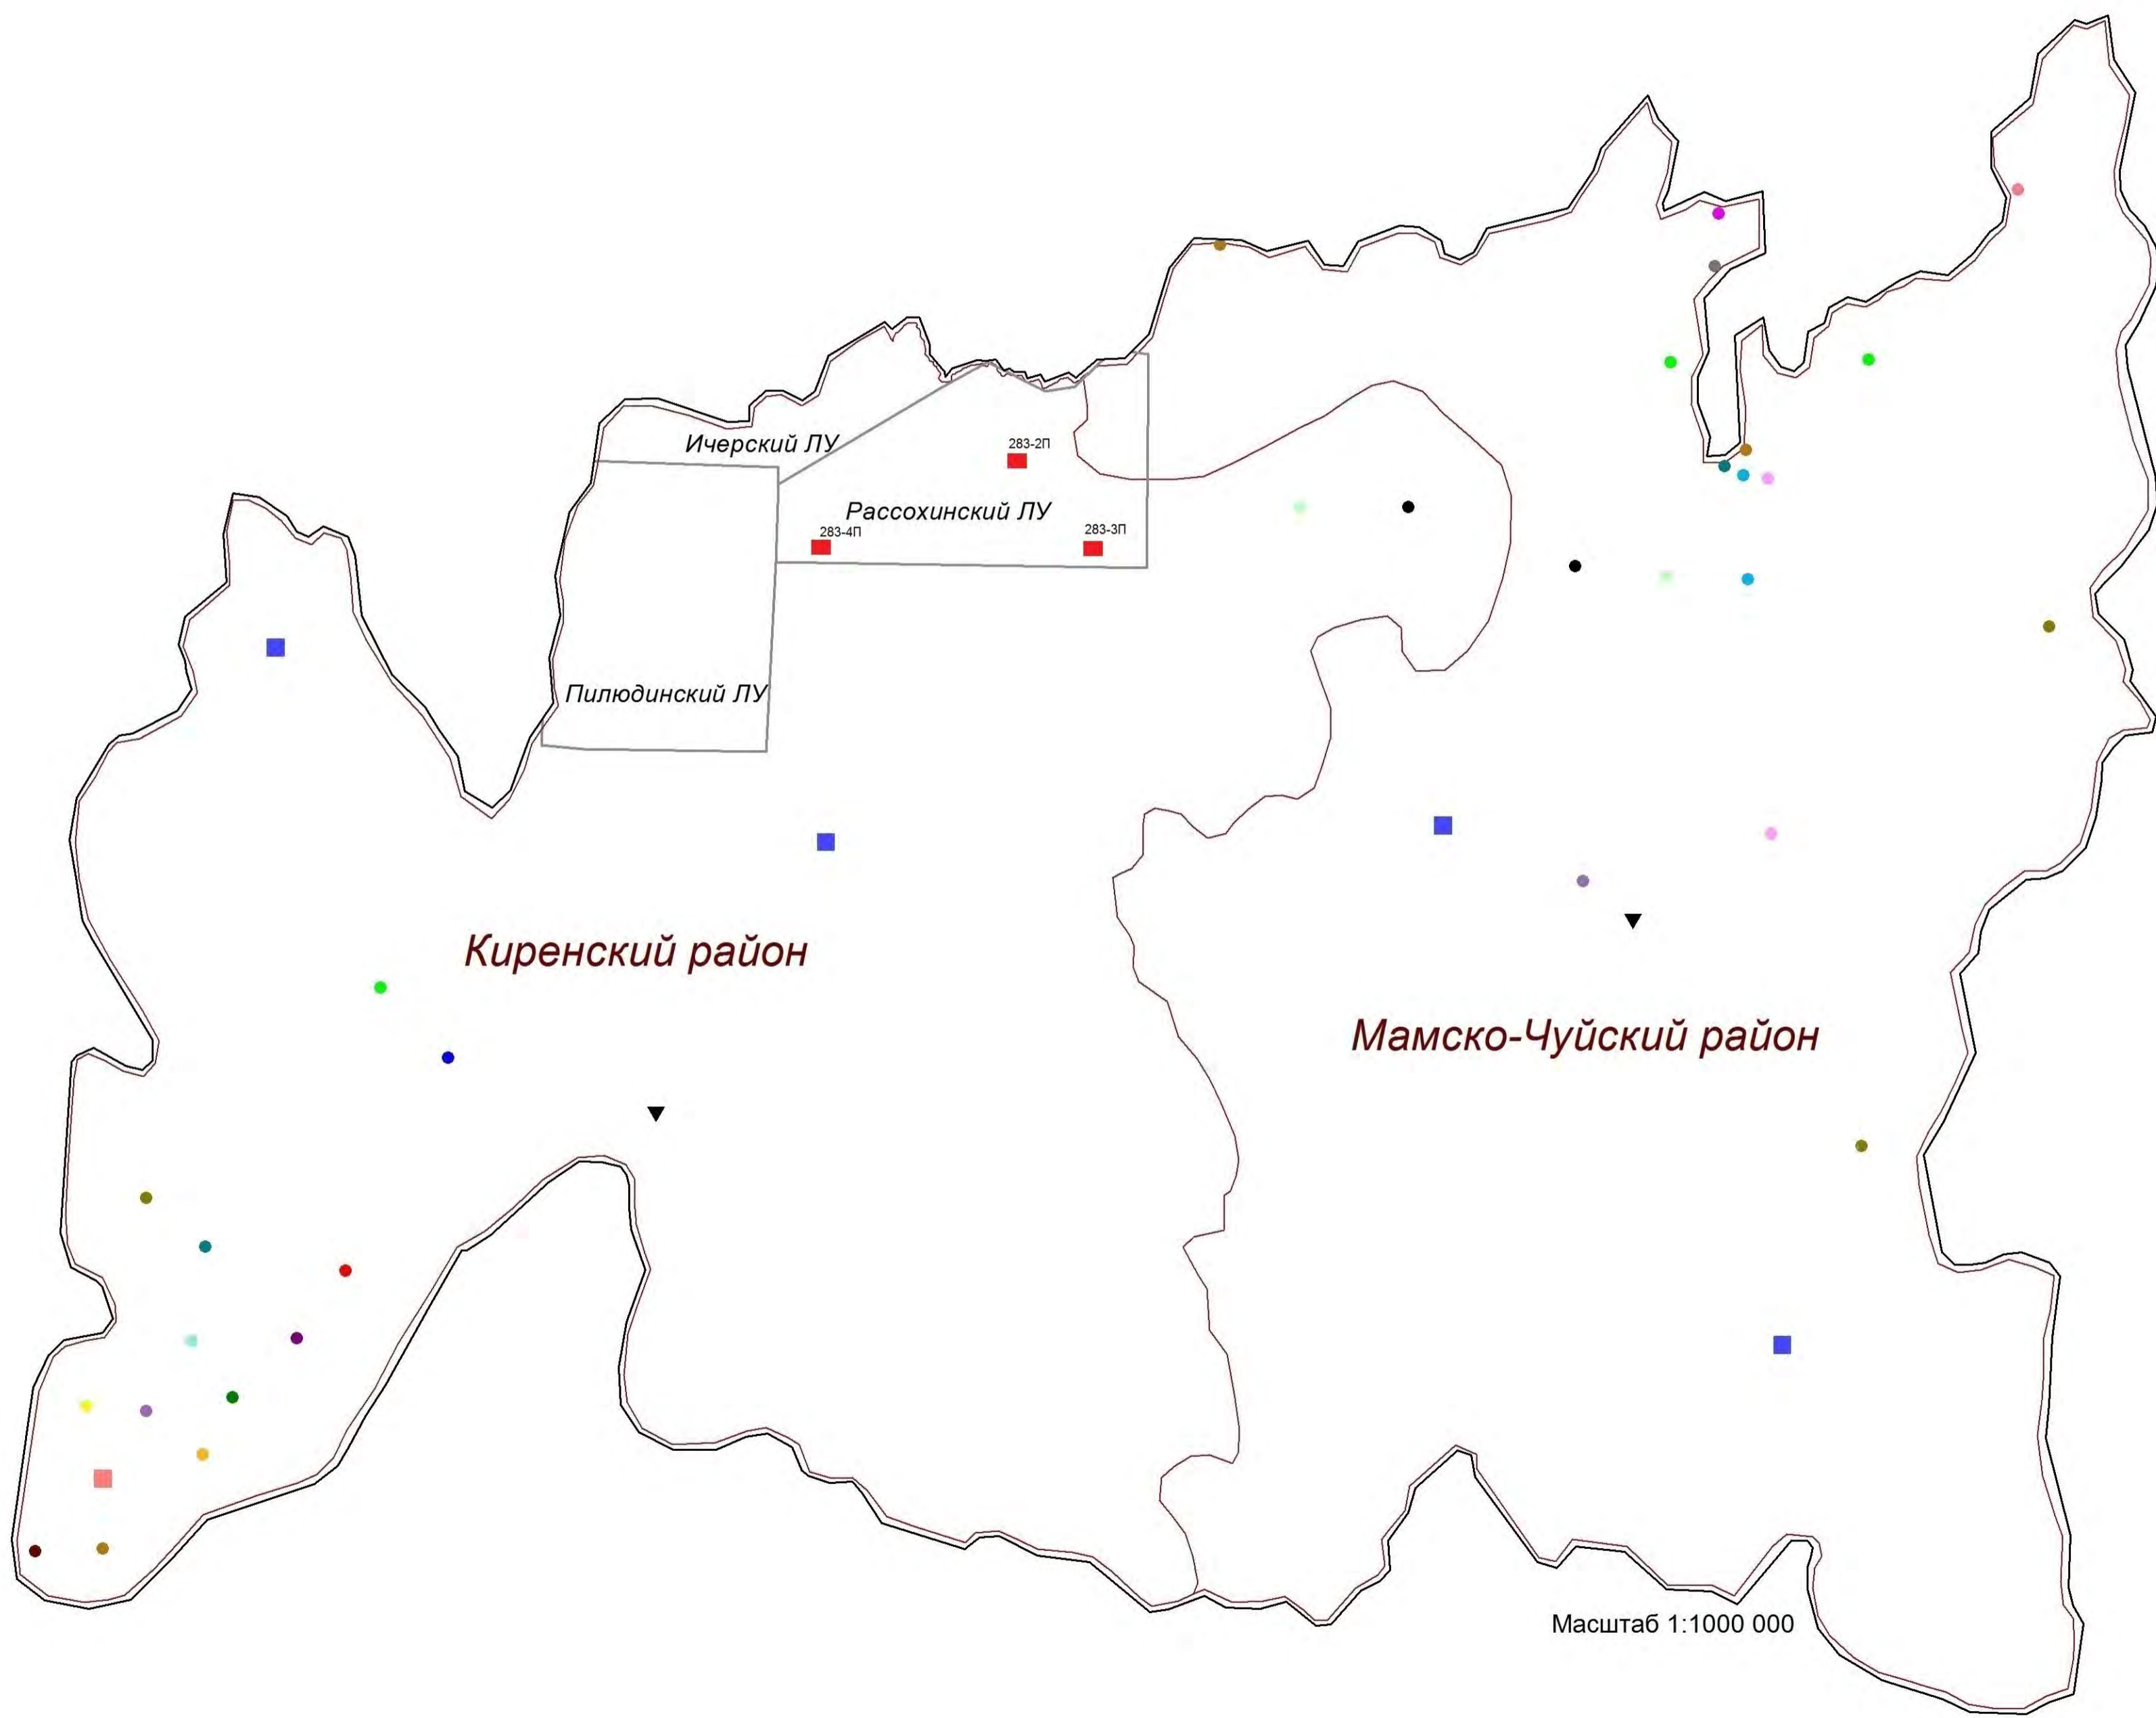 Ичерский ЛУ
283-2П
Рассохинский ЛУ
283-4П
283-3П
Пилюдинский ЛУ
Киренский район
Мамско-Чуйский район
Масштаб 1:1000 000